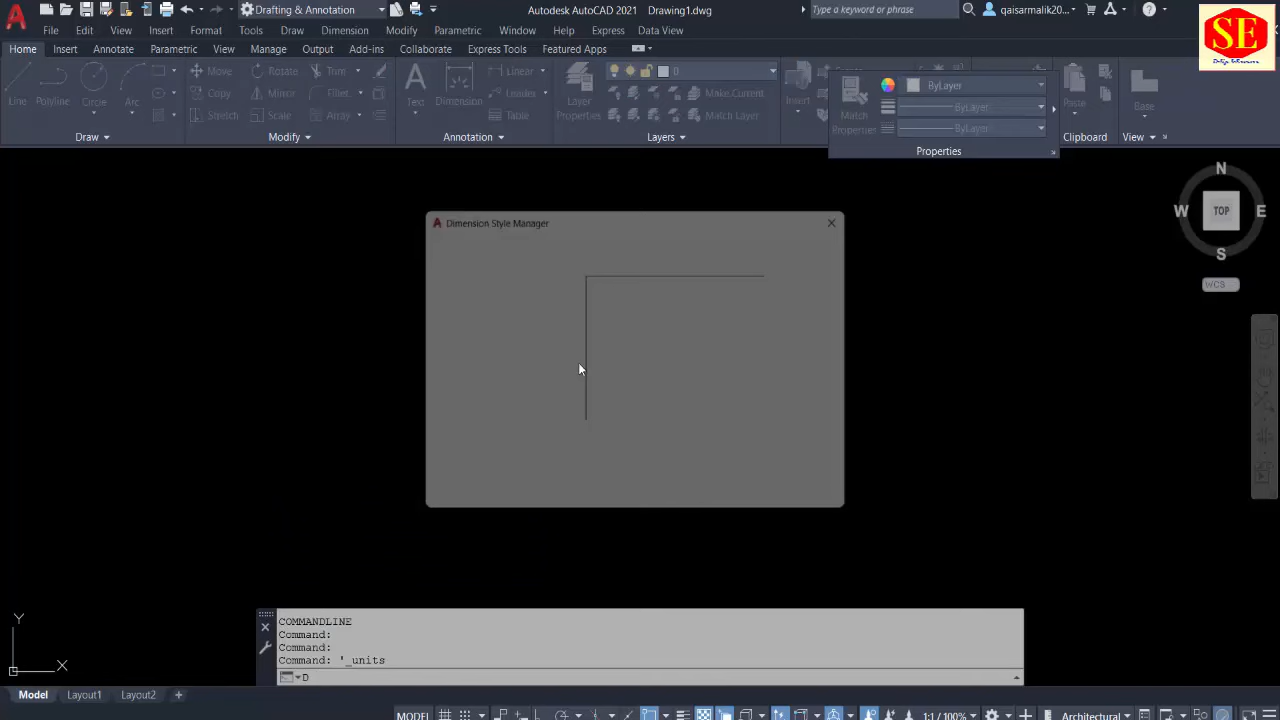 Drafting & Annotation
Autodesk AutoCAD 2021 Drawing1.dwg
Type a keyword or phrase
qaisarmalik20...
File Edit View Insert Format Tools Draw Dimension Modify Parametric Window Help Express Data View
Home Insert Annotate Parametric View Manage Output Add-ins Collaborate Express Tools Featured Apps
SE
Line Polyline Circle Arc
Move Rotate Trim
Copy Mirror Fillet
Stretch Scale Array
Text Dimension
Linear
Leader
Table
Layer Properties
0
Make Current
Match Layer
Insert
Match Properties
ByLayer
ByLayer
ByLayer
Paste
Base
Draw Modify Annotation Layers Properties Clipboard View
Dimension Style Manager
N
W TOP E
S
WCS
Y
X
COMMANDLINE
Command:
Command:
Command: '_units
D
Model Layout1 Layout2 +
MODEL 1:1 / 100% Architectural